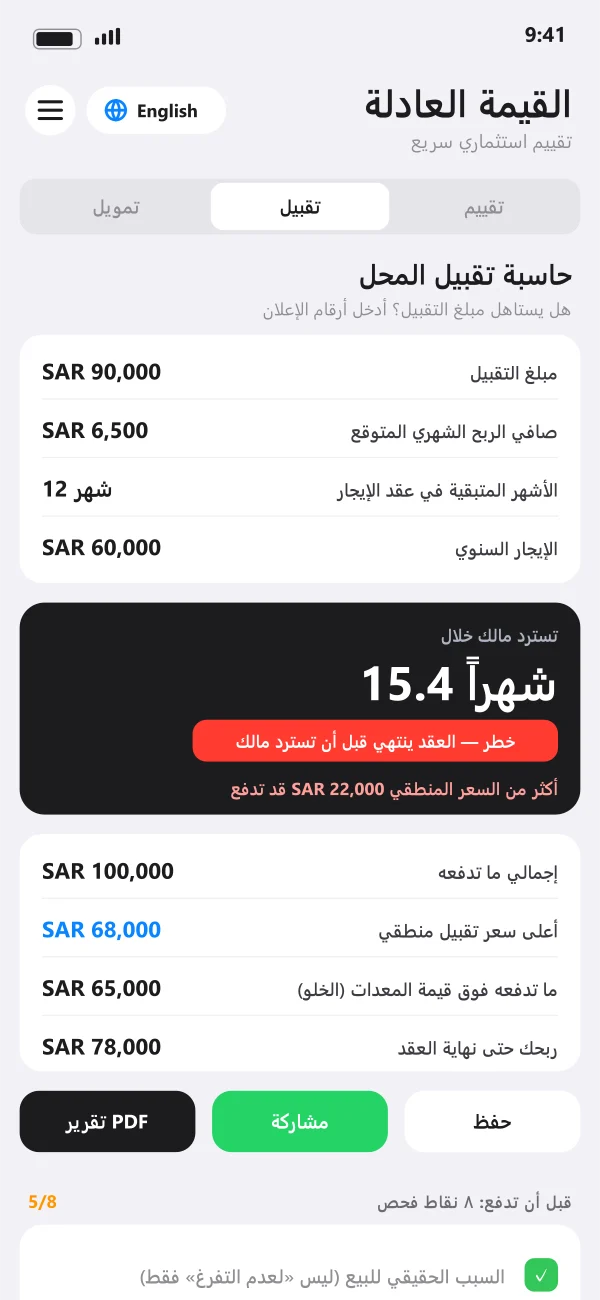 9:41
القيمة العادلة
English
تقييم استثماري سريع
تقييم
تقبيل
تمويل
حاسبة تقبيل المحل
هل يستاهل مبلغ التقبيل؟ أدخل أرقام الإعلان
مبلغ التقبيل SAR 90,000
صافي الربح الشهري المتوقع SAR 6,500
الأشهر المتبقية في عقد الإيجار 12 شهر
الإيجار السنوي SAR 60,000
تسترد مالك خلال
15.4 شهراً
خطر — العقد ينتهي قبل أن تسترد مالك
قد تدفع SAR 22,000 أكثر من السعر المنطقي
إجمالي ما تدفعه SAR 100,000
أعلى سعر تقبيل منطقي SAR 68,000
ما تدفعه فوق قيمة المعدات (الخلو) SAR 65,000
ربحك حتى نهاية العقد SAR 78,000
حفظ
مشاركة
تقرير PDF
قبل أن تدفع: ٨ نقاط فحص 5/8
✓ السبب الحقيقي للبيع (ليس «لعدم التفرغ» فقط)